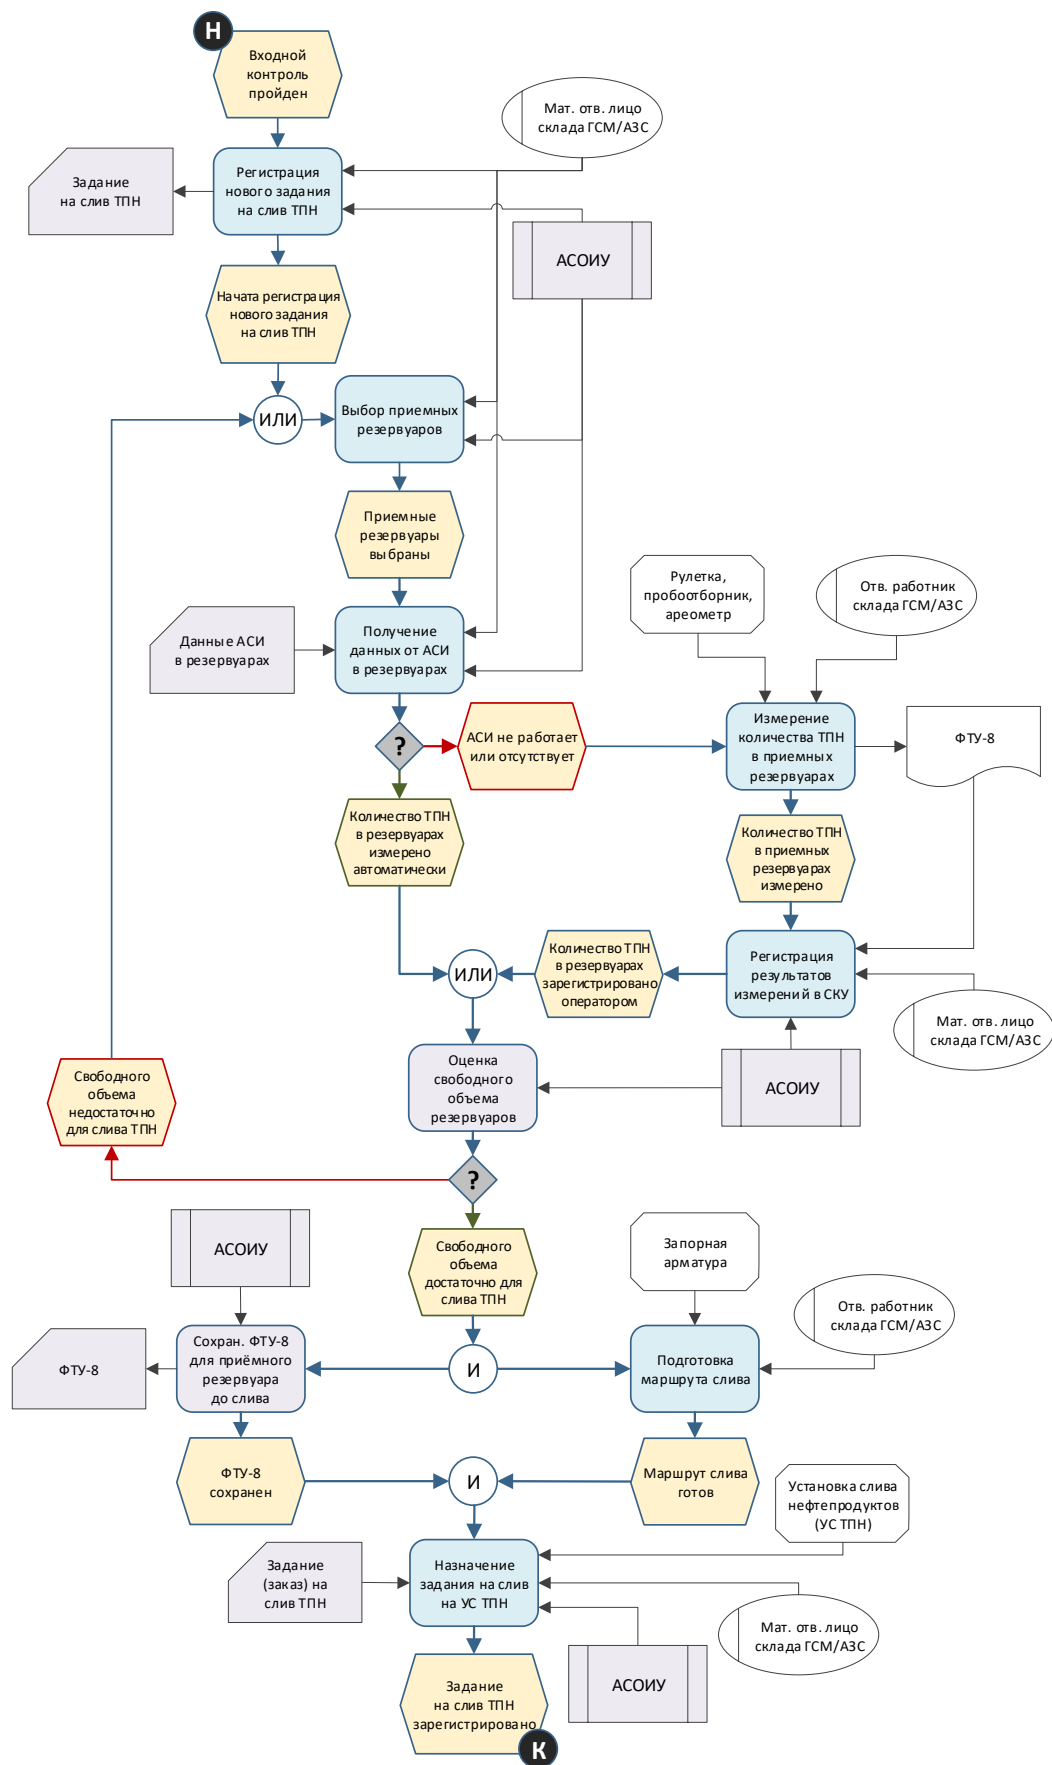 Н
Входной
контроль
пройден
Мат. отв. лицо
склада ГСМ/АЗС
Задание
на слив ТПН
Регистрация
нового задания
на слив ТПН
АСОИУ
Начата регистрация
нового задания
на слив ТПН
ИЛИ
Выбор приемных
резервуаров
Приемные
резервуары
выбраны
Рулетка,
пробоотборник,
ареометр
Отв. работник
склада ГСМ/АЗС
Данные АСИ
в резервуарах
Получение
данных от АСИ
в резервуарах
?
АСИ не работает
или отсутствует
Измерение
количества ТПН
в приемных
резервуарах
ФТУ-8
Количество ТПН
в резервуарах
измерено
автоматически
Количество ТПН
в приемных
резервуарах
измерено
ИЛИ
Количество ТПН
в резервуарах
зарегистрировано
оператором
Регистрация
результатов
измерений в СКУ
Мат. отв. лицо
склада ГСМ/АЗС
Свободного
объема
недостаточно
для слива ТПН
Оценка
свободного
объема
резервуаров
АСОИУ
?
АСОИУ
Свободного
объема
достаточно для
слива ТПН
Запорная
арматура
Отв. работник
склада ГСМ/АЗС
ФТУ-8
Сохран. ФТУ-8
для приёмного
резервуара
до слива
И
Подготовка
маршрута слива
ФТУ-8
сохранен
И
Маршрут слива
готов
Установка слива
нефтепродуктов
(УС ТПН)
Задание
(заказ) на
слив ТПН
Назначение
задания на слив
на УС ТПН
Мат. отв. лицо
склада ГСМ/АЗС
АСОИУ
Задание
на слив ТПН
зарегистрировано
К